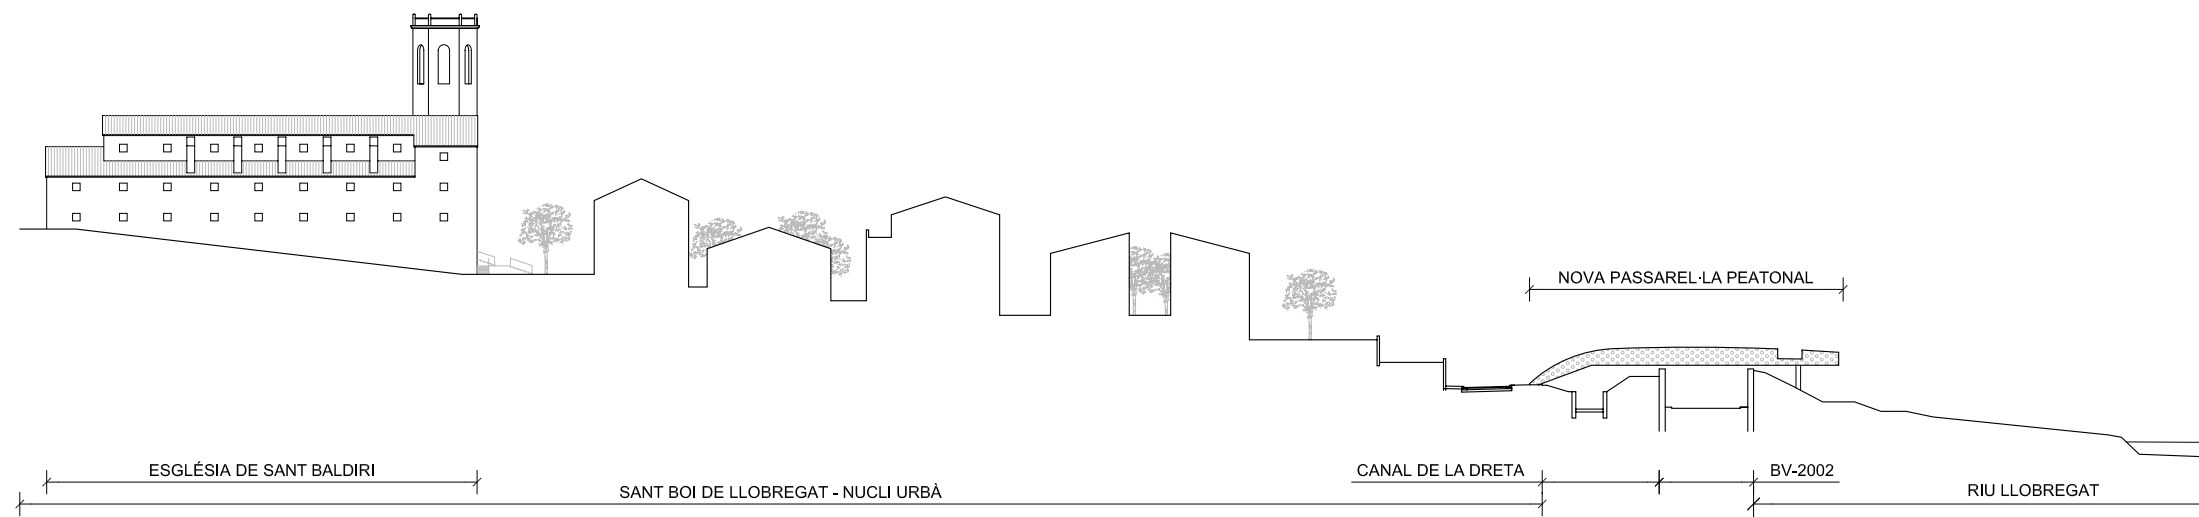 NOVA PASSAREL·LA PEATONAL
ESGLÉSIA DE SANT BALDIRI
CANAL DE LA DRETA
BV-2002
SANT BOI DE LLOBREGAT - NUCLI URBÀ
RIU LLOBREGAT